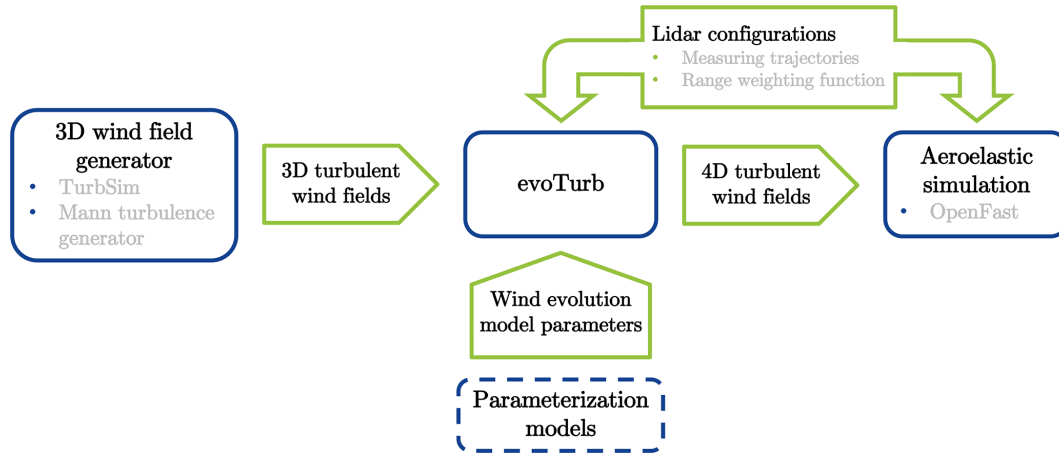 Lidar configurations
• Measuring trajectories
• Range weighting function
3D wind field
generator
• TurbSim
• Mann turbulence
generator
3D turbulent
wind fields
evoTurb
4D turbulent
wind fields
Aeroelastic
simulation
• OpenFast
Wind evolution
model parameters
Parameterization
models